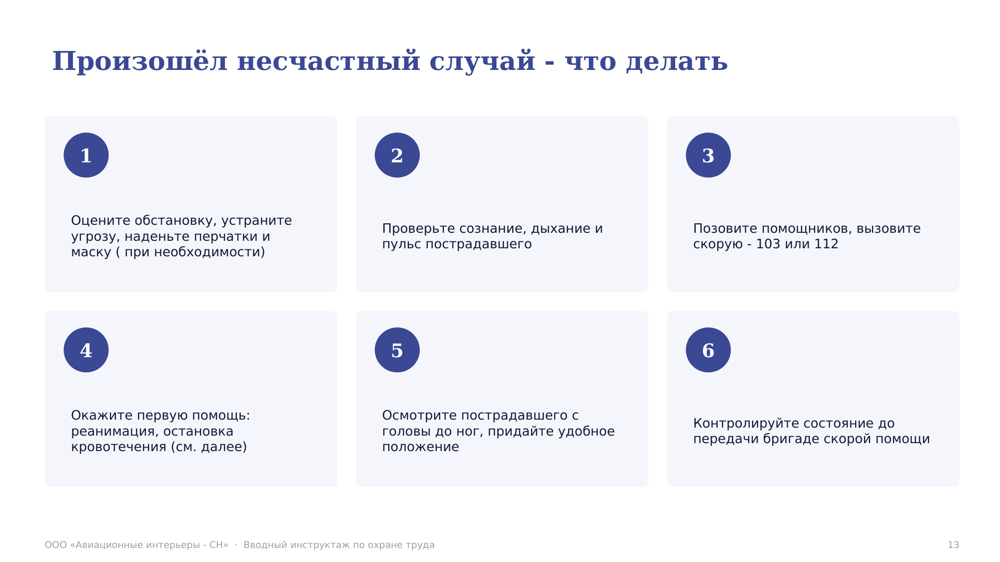 Произошёл несчастный случай - что делать
1
Оцените обстановку, устраните
угрозу, наденьте перчатки и
маску ( при необходимости)
2
Проверьте сознание, дыхание и
пульс пострадавшего
3
Позовите помощников, вызовите
скорую - 103 или 112
4
Окажите первую помощь:
реанимация, остановка
кровотечения (см. далее)
5
Осмотрите пострадавшего с
головы до ног, придайте удобное
положение
6
Контролируйте состояние до
передачи бригаде скорой помощи
ООО «Авиационные интерьеры - СН» · Вводный инструктаж по охране труда
13